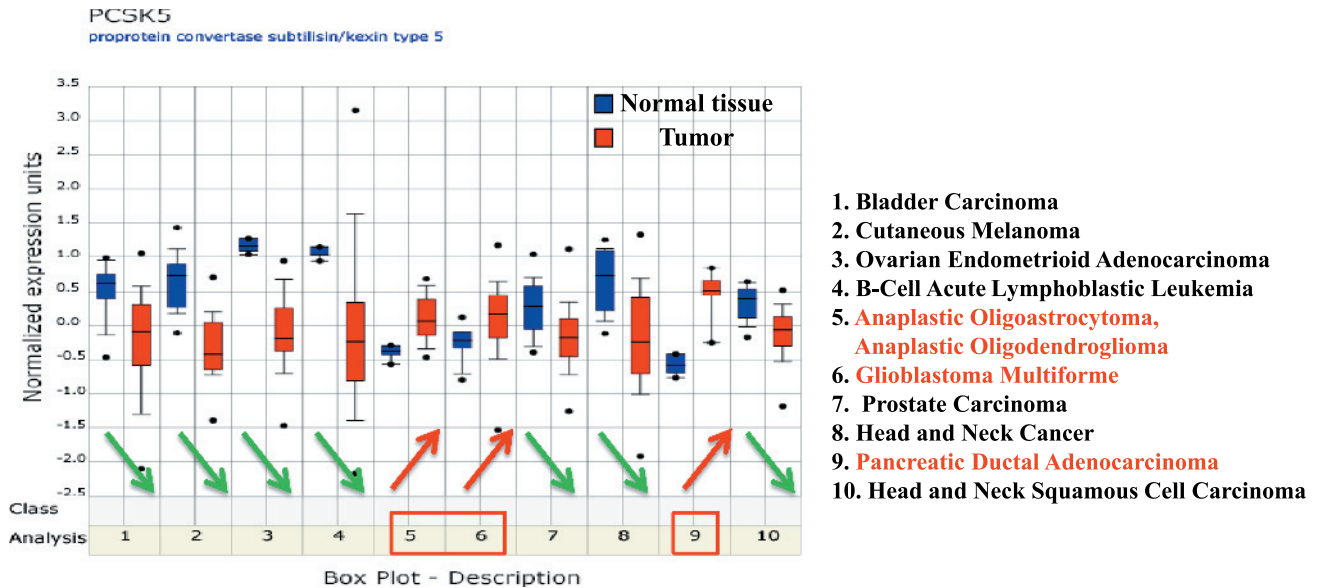 PCSK5
proprotein convertase subtilisin/kexin type 5
Normalized expression units
3.5
3.0
2.5
2.0
1.5
1.0
0.5
0.0
-0.5
-1.0
-1.5
-2.0
-2.5
Normal tissue
Tumor
Class
Analysis 1 2 3 4 5 6 7 8 9 10
Box Plot - Description
1. Bladder Carcinoma
2. Cutaneous Melanoma
3. Ovarian Endometrioid Adenocarcinoma
4. B-Cell Acute Lymphoblastic Leukemia
5. Anaplastic Oligoastrocytoma,
Anaplastic Oligodendroglioma
6. Glioblastoma Multiforme
7. Prostate Carcinoma
8. Head and Neck Cancer
9. Pancreatic Ductal Adenocarcinoma
10. Head and Neck Squamous Cell Carcinoma